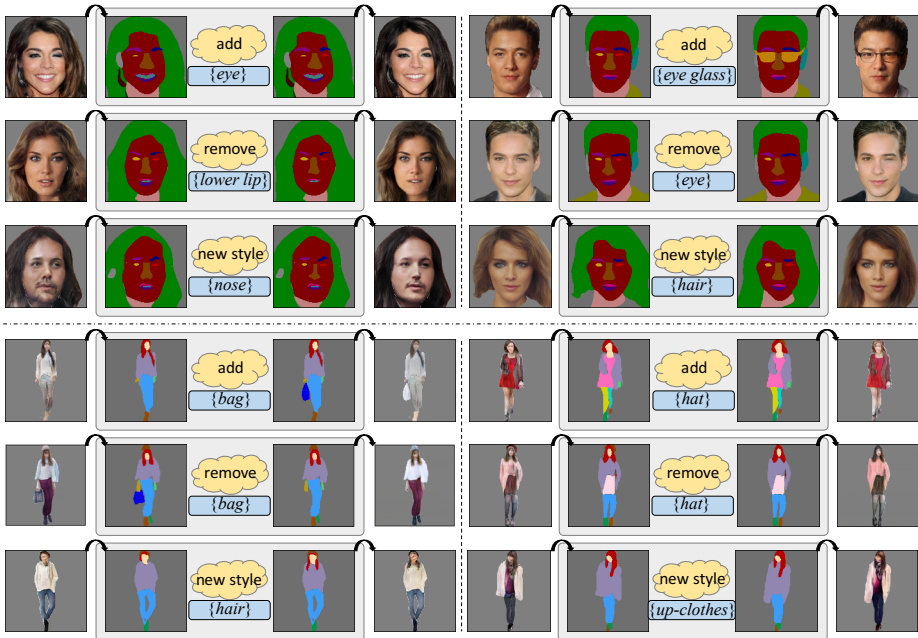 add
{eye}
add
{eye glass}
remove
{lower lip}
remove
{eye}
new style
{nose}
new style
{hair}
add
{bag}
add
{hat}
remove
{bag}
remove
{hat}
new style
{hair}
new style
{up-clothes}